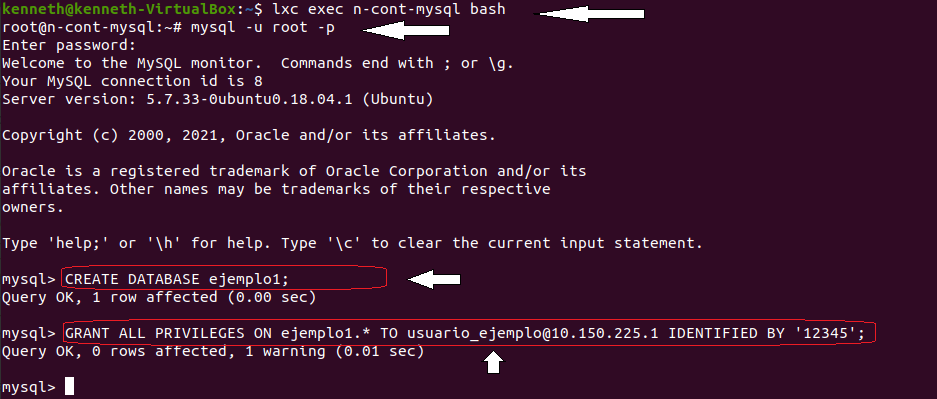 kenneth@kenneth-VirtualBox:~$ lxc exec n-cont-mysql bash
root@n-cont-mysql:~# mysql -u root -p
Enter password:
Welcome to the MySQL monitor.  Commands end with ; or \g.
Your MySQL connection id is 8
Server version: 5.7.33-0ubuntu0.18.04.1 (Ubuntu)
Copyright (c) 2000, 2021, Oracle and/or its affiliates.
Oracle is a registered trademark of Oracle Corporation and/or its
affiliates. Other names may be trademarks of their respective
owners.
Type 'help;' or '\h' for help. Type '\c' to clear the current input statement.
mysql> CREATE DATABASE ejemplo1;
Query OK, 1 row affected (0.00 sec)
mysql> GRANT ALL PRIVILEGES ON ejemplo1.* TO usuario_ejemplo@10.150.225.1 IDENTIFIED BY '12345';
Query OK, 0 rows affected, 1 warning (0.01 sec)
mysql>